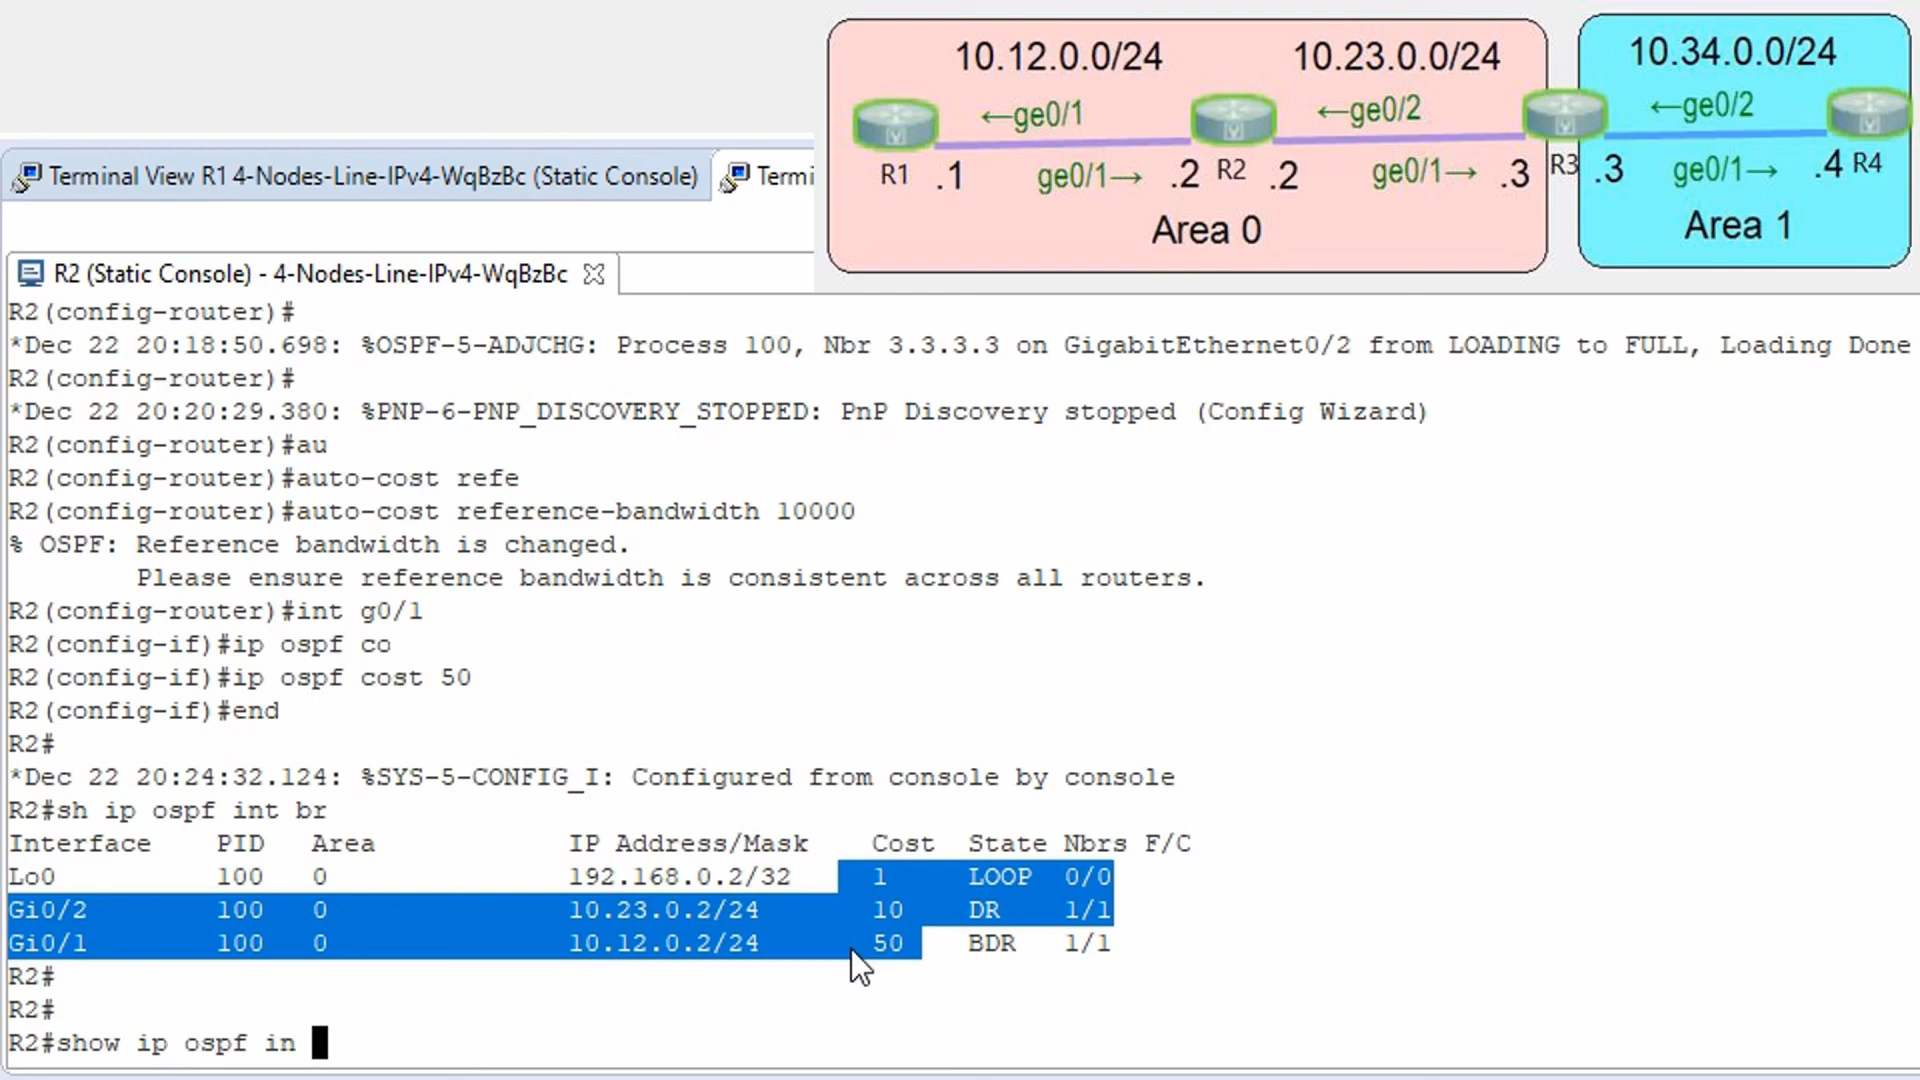 10.12.0.0/24 10.23.0.0/24 10.34.0.0/24
←ge0/1 ←ge0/2 ←ge0/2
R1 .1 ge0/1→ .2 R2 .2 ge0/1→ .3 R3 .3 ge0/1→ .4 R4
Area 0 Area 1
Terminal View R1 4-Nodes-Line-IPv4-WqBzBc (Static Console) Termi
R2 (Static Console) - 4-Nodes-Line-IPv4-WqBzBc
R2(config-router)#
*Dec 22 20:18:50.698: %OSPF-5-ADJCHG: Process 100, Nbr 3.3.3.3 on GigabitEthernet0/2 from LOADING to FULL, Loading Done
R2(config-router)#
*Dec 22 20:20:29.380: %PNP-6-PNP_DISCOVERY_STOPPED: PnP Discovery stopped (Config Wizard)
R2(config-router)#au
R2(config-router)#auto-cost refe
R2(config-router)#auto-cost reference-bandwidth 10000
% OSPF: Reference bandwidth is changed.
Please ensure reference bandwidth is consistent across all routers.
R2(config-router)#int g0/1
R2(config-if)#ip ospf co
R2(config-if)#ip ospf cost 50
R2(config-if)#end
R2#
*Dec 22 20:24:32.124: %SYS-5-CONFIG_I: Configured from console by console
R2#sh ip ospf int br
Interface PID Area IP Address/Mask Cost State Nbrs F/C
Lo0 100 0 192.168.0.2/32 1 LOOP 0/0
Gi0/2 100 0 10.23.0.2/24 10 DR 1/1
Gi0/1 100 0 10.12.0.2/24 50 BDR 1/1
R2#
R2#
R2#show ip ospf in